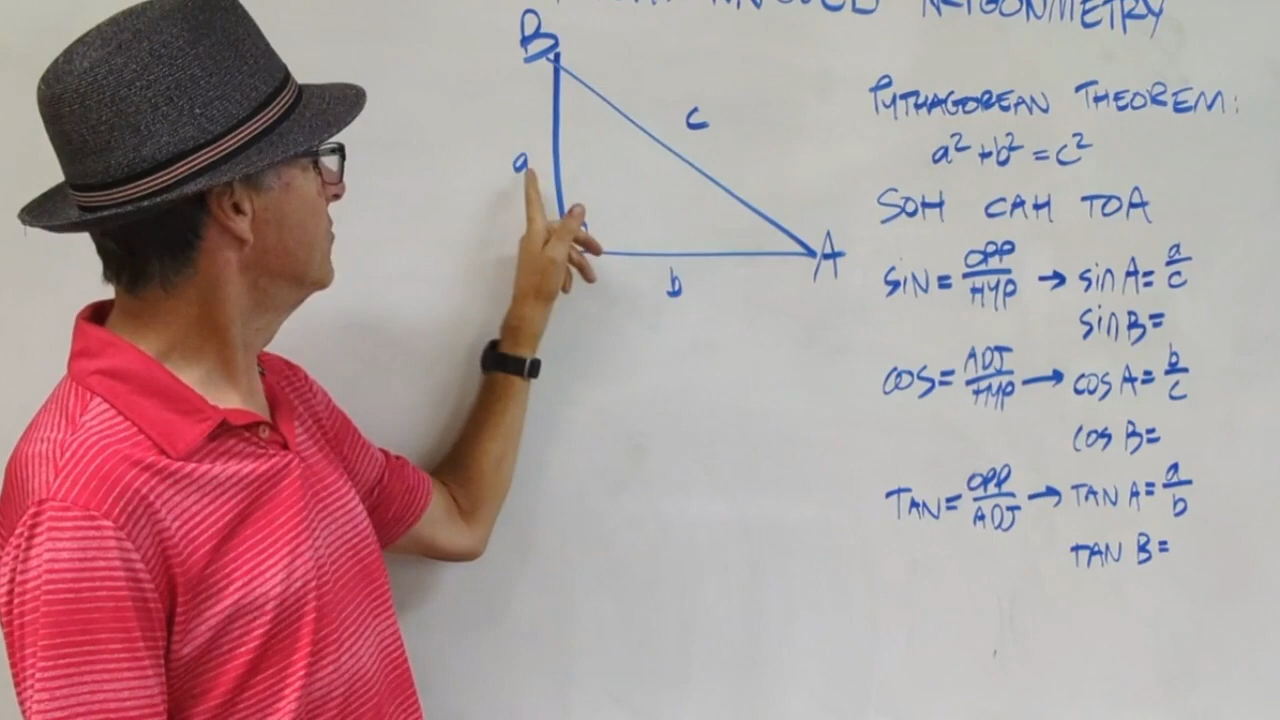 TRIGONOMETRY
B
c
a
A
b
PYTHAGOREAN THEOREM:
a² + b² = c²
SOH CAH TOA
SIN = OPP/HYP → SIN A = a/c
SIN B =
COS = ADJ/HYP → COS A = b/c
COS B =
TAN = OPP/ADJ → TAN A = a/b
TAN B =